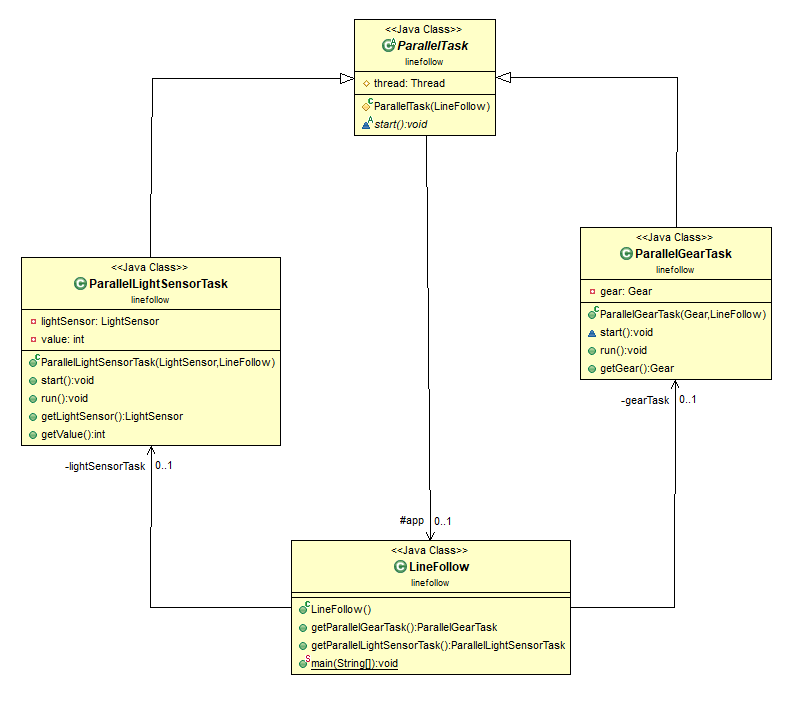 <<Java Class>>
ParallelTask
linefollow
thread: Thread
ParallelTask(LineFollow)
start():void
<<Java Class>>
ParallelLightSensorTask
linefollow
lightSensor: LightSensor
value: int
ParallelLightSensorTask(LightSensor,LineFollow)
start():void
run():void
getLightSensor():LightSensor
getValue():int
<<Java Class>>
ParallelGearTask
linefollow
gear: Gear
ParallelGearTask(Gear,LineFollow)
start():void
run():void
getGear():Gear
-lightSensorTask 0..1
-gearTask 0..1
#app 0..1
<<Java Class>>
LineFollow
linefollow
LineFollow()
getParallelGearTask():ParallelGearTask
getParallelLightSensorTask():ParallelLightSensorTask
main(String[]):void